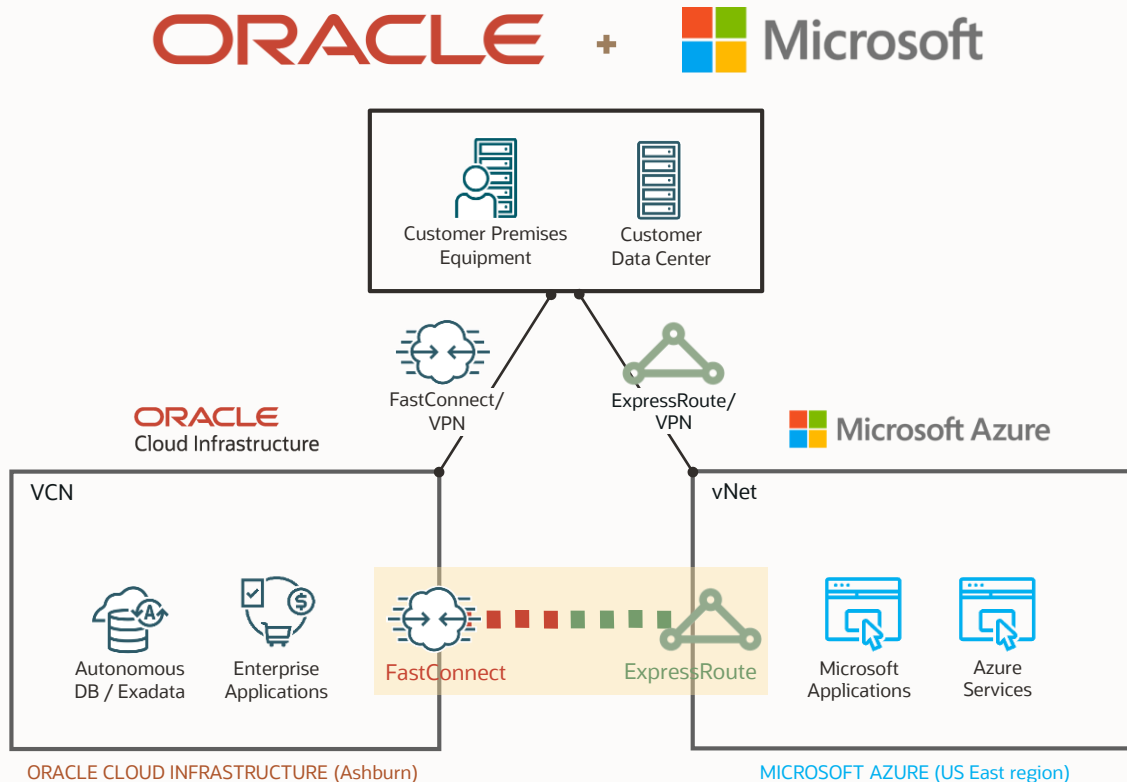 ORACLE + Microsoft
Customer Premises
Equipment
Customer
Data Center
FastConnect/
VPN
ExpressRoute/
VPN
ORACLE
Cloud Infrastructure
Microsoft Azure
VCN
vNet
Autonomous
DB / Exadata
Enterprise
Applications
FastConnect
ExpressRoute
Microsoft
Applications
Azure
Services
ORACLE CLOUD INFRASTRUCTURE (Ashburn)
MICROSOFT AZURE (US East region)